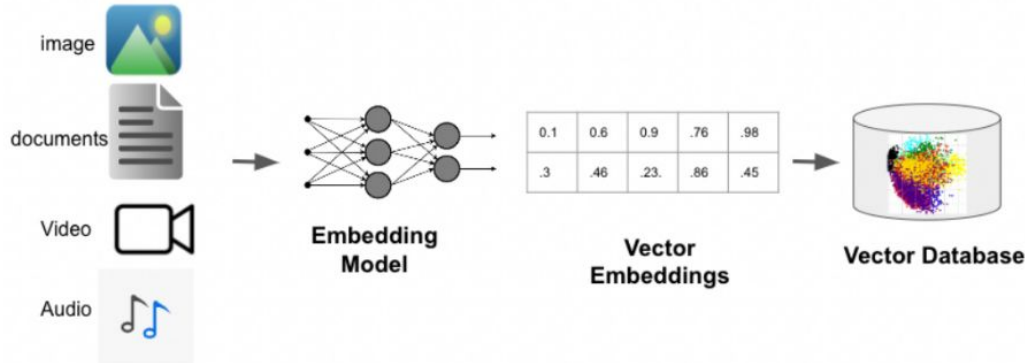 image
documents
Video
Audio
Embedding
Model
0.1 0.6 0.9 .76 .98
.3 .46 .23. .86 .45
Vector
Embeddings
Vector Database